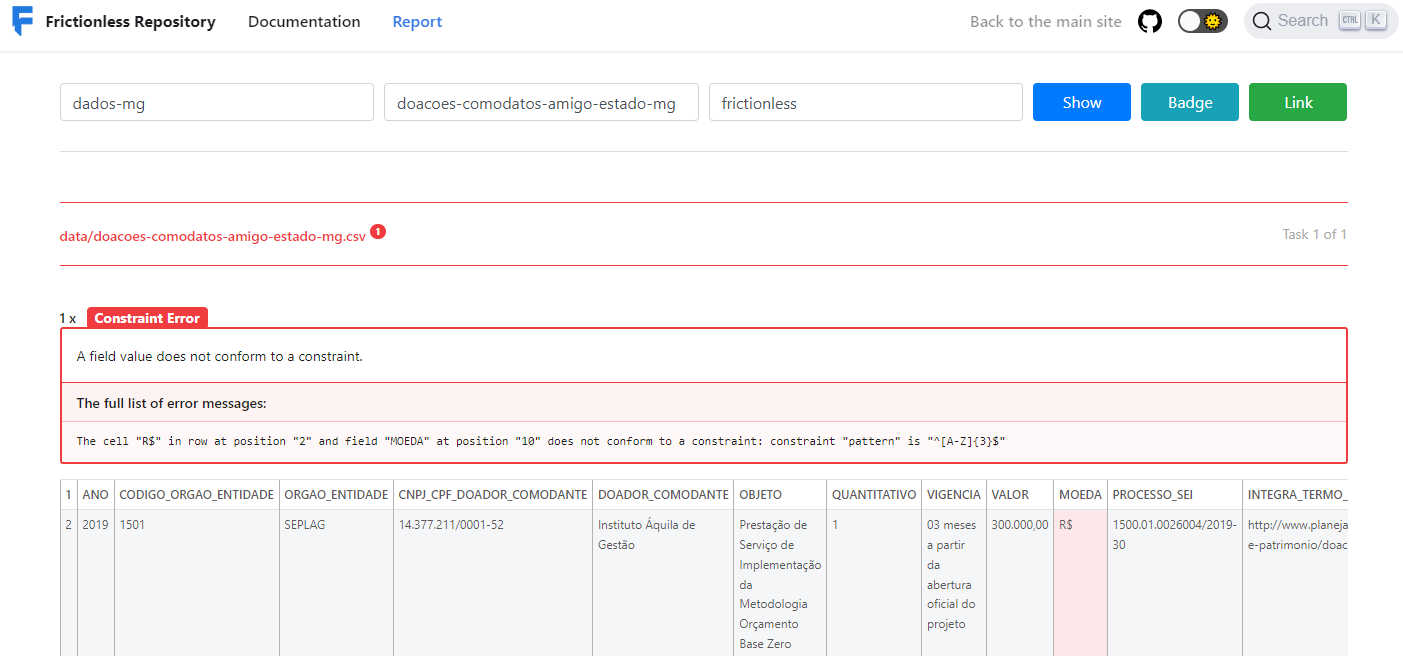 Frictionless Repository Documentation Report Back to the main site Search CTRL K
dados-mg doacoes-comodatos-amigo-estado-mg frictionless Show Badge Link
data/doacoes-comodatos-amigo-estado-mg.csv 1 Task 1 of 1
1 x Constraint Error
A field value does not conform to a constraint.
The full list of error messages:
The cell "R$" in row at position "2" and field "MOEDA" at position "10" does not conform to a constraint: constraint "pattern" is "^[A-Z]{3}$"
1 ANO CODIGO_ORGAO_ENTIDADE ORGAO_ENTIDADE CNPJ_CPF_DOADOR_COMODANTE DOADOR_COMODANTE OBJETO QUANTITATIVO VIGENCIA VALOR MOEDA PROCESSO_SEI INTEGRA_TERMO_
2 2019 1501 SEPLAG 14.377.211/0001-52 Instituto Áquila de Prestação de 1 03 meses 300.000,00 R$ 1500.01.0026004/2019- http://www.planeja
Gestão Serviço de a partir 30 e-patrimonio/doac
Implementação da
da abertura
Metodologia oficial do
Orçamento projeto
Base Zero